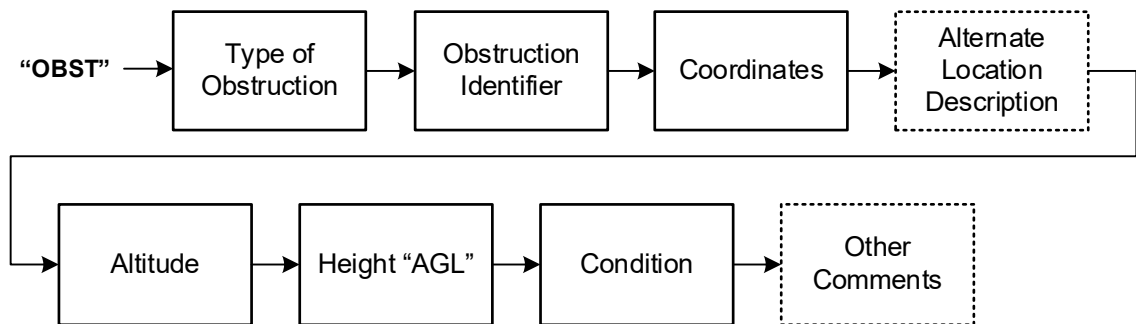 “OBST”
Type of
Obstruction
Obstruction
Identifier
Coordinates
Alternate
Location
Description
Altitude
Height “AGL”
Condition
Other
Comments